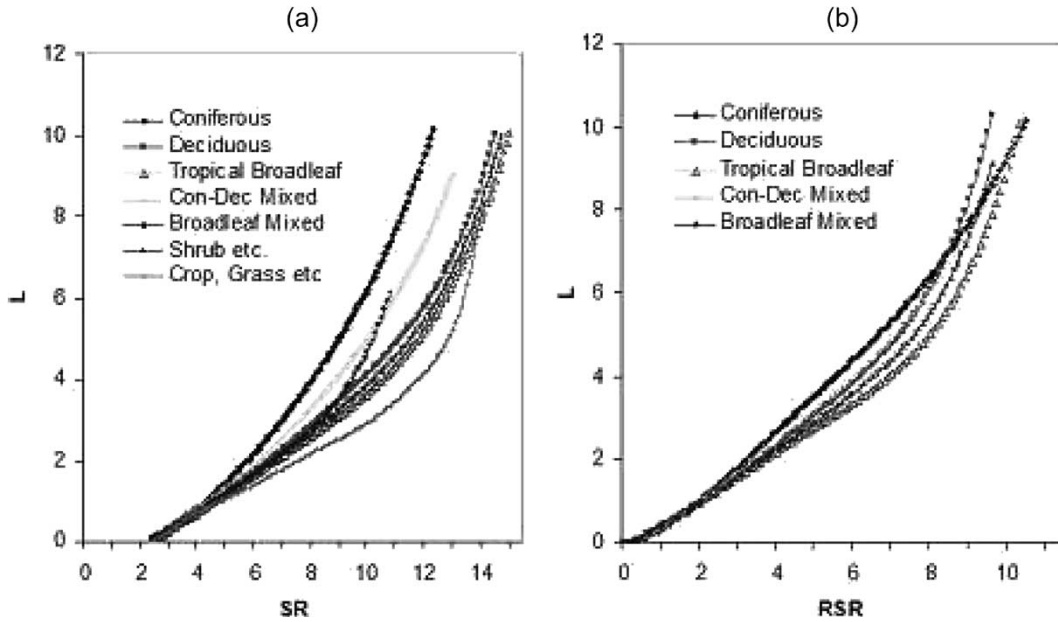 (a)
12
10
8
6
4
2
0
L
Coniferous
Deciduous
Tropical Broadleaf
Con-Dec Mixed
Broadleaf Mixed
Shrub etc.
Crop, Grass etc
0 2 4 6 8 10 12 14
SR
(b)
12
10
8
6
4
2
0
L
Coniferous
Deciduous
Tropical Broadleaf
Con-Dec Mixed
Broadleaf Mixed
0 2 4 6 8 10
RSR